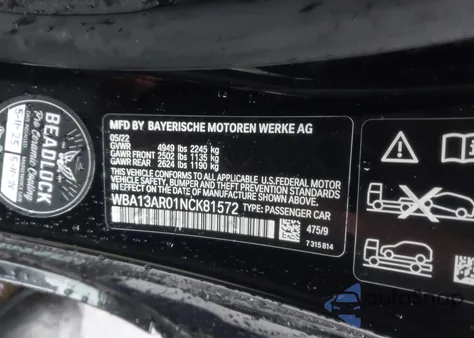 MFD BY BAYERISCHE MOTOREN WERKE AG
05/22
GVWR 4949 lbs 2245 kg
GAWR FRONT 2502 lbs 1135 kg
GAWR REAR 2624 lbs 1190 kg
THIS VEHICLE CONFORMS TO ALL APPLICABLE U.S. FEDERAL MOTOR
VEHICLE SAFETY, BUMPER, AND THEFT PREVENTION STANDARDS
IN EFFECT ON THE DATE OF MANUFACTURE SHOWN ABOVE.
WBA13AR01NCK81572 TYPE: PASSENGER CAR
475/9
7 315 814
BEADLOCK
Pro Ceramic Coating
autoshop